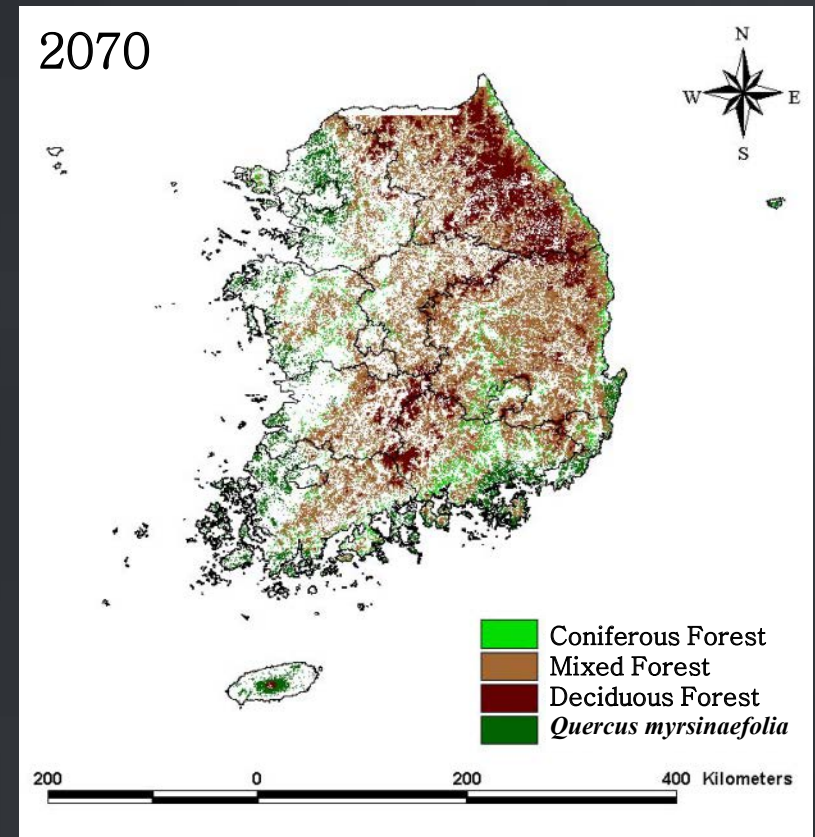 2070
N
W E
S
Coniferous Forest
Mixed Forest
Deciduous Forest
Quercus myrsinaefolia
200 0 200 400 Kilometers